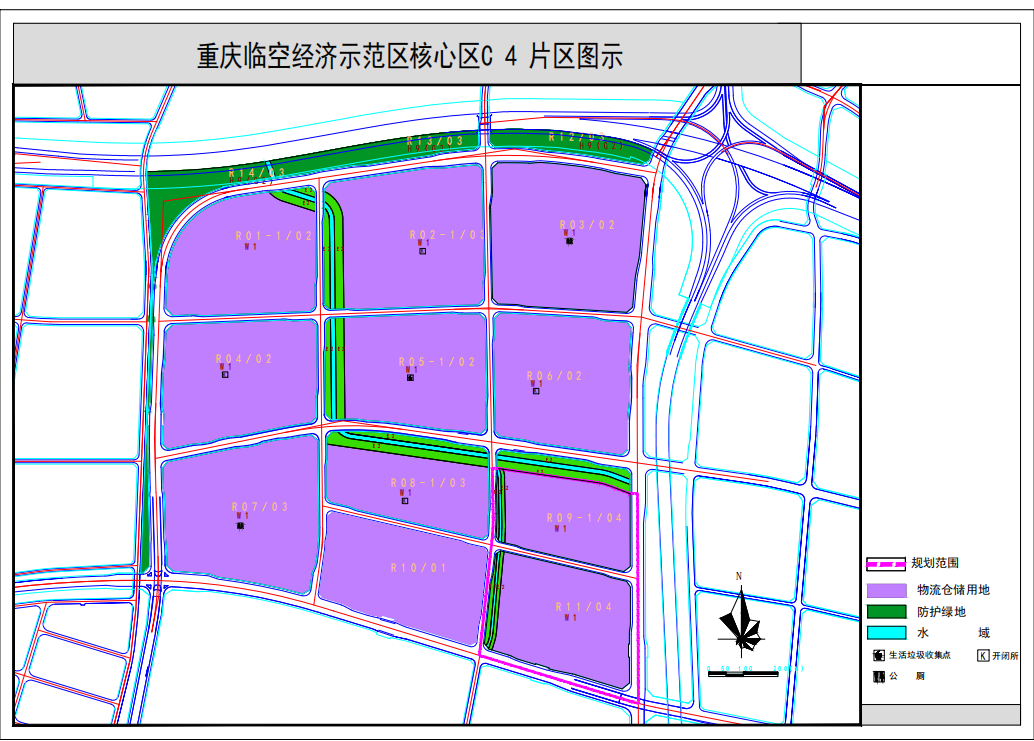 重庆临空经济示范区核心区C 4 片区图示
R13/03
R14/03
R03/02
W1
R01-1/02
W1
R02-1/03
W1
K
R04/02
W1
K
R05-1/02
W1
R06/02
W1
K
R07/03
W1
R08-1/03
W1
K
R09-1/04
W1
R10/01
R11/04
W1
规划范围
物流仓储用地
防护绿地
水 域
生活垃圾收集点
K 开闭所
公 厕
N